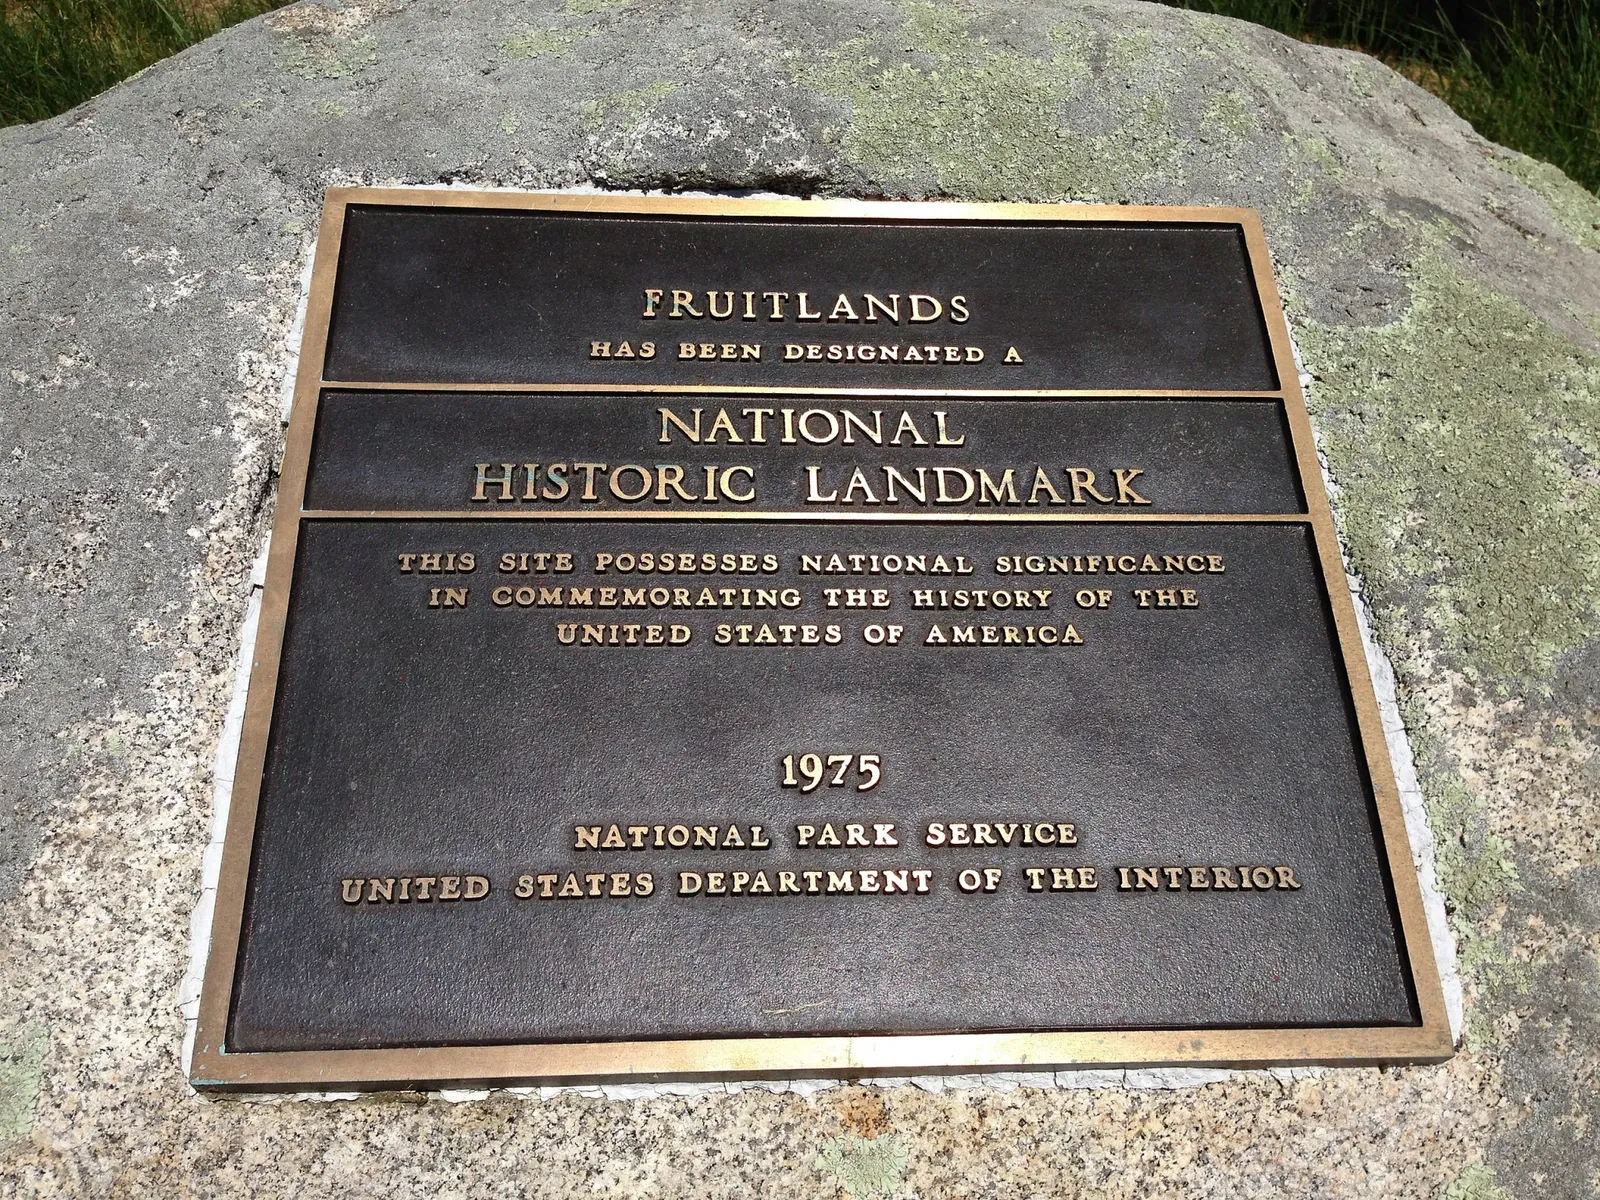 FRUITLANDS
HAS BEEN DESIGNATED A
NATIONAL
HISTORIC LANDMARK
THIS SITE POSSESSES NATIONAL SIGNIFICANCE
IN COMMEMORATING THE HISTORY OF THE
UNITED STATES OF AMERICA
1975
NATIONAL PARK SERVICE
UNITED STATES DEPARTMENT OF THE INTERIOR